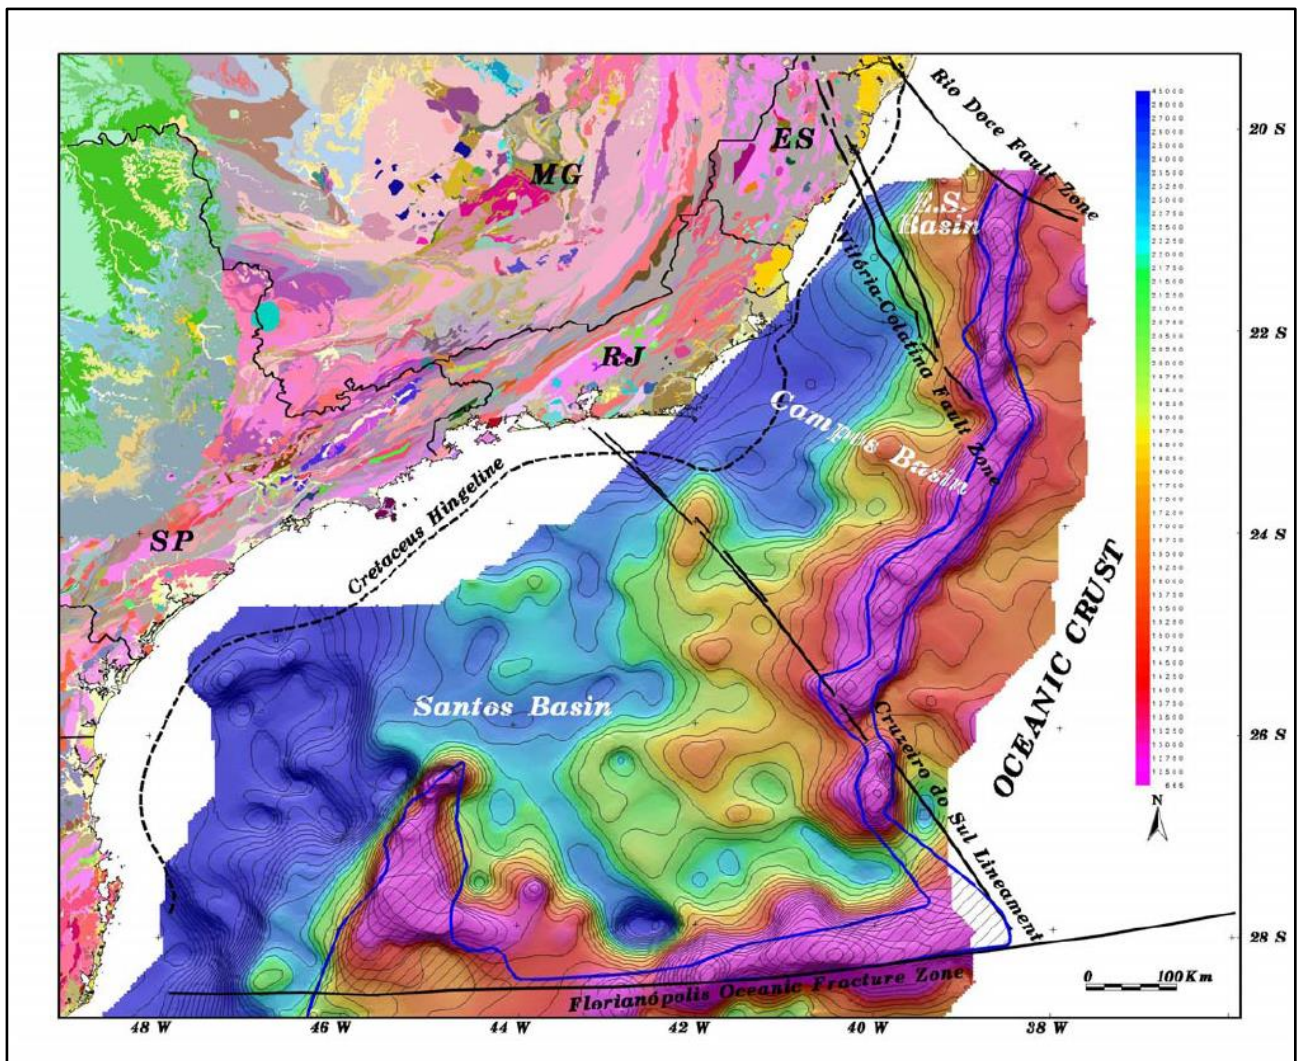 Rio Doce Fault Zone
20 S
ES
MG
E.S.
Basin
Vitória-Colatina Fault Zone
22 S
RJ
Campos Basin
Cretaceus Hingeline
SP
24 S
OCEANIC CRUST
Santos Basin
26 S
Cruzeiro do Sul Lineament
N
28 S
0 100Km
Florianópolis Oceanic Fracture Zone
48 W 46 W 44 W 42 W 40 W 38 W